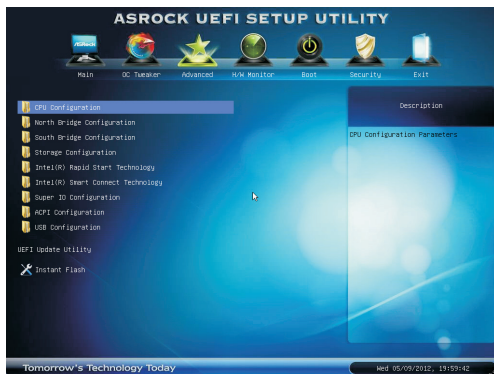 ASROCK UEFI SETUP UTILITY
ASRock
Main OC Tweaker Advanced H/W Monitor Boot Security Exit
CPU Configuration
North Bridge Configuration
South Bridge Configuration
Storage Configuration
Intel(R) Rapid Start Technology
Intel(R) Smart Connect Technology
Super IO Configuration
ACPI Configuration
USB Configuration
UEFI Update Utility
Instant Flash
Description
CPU Configuration Parameters
Tomorrow's Technology Today
Wed 05/09/2012, 19:59:42